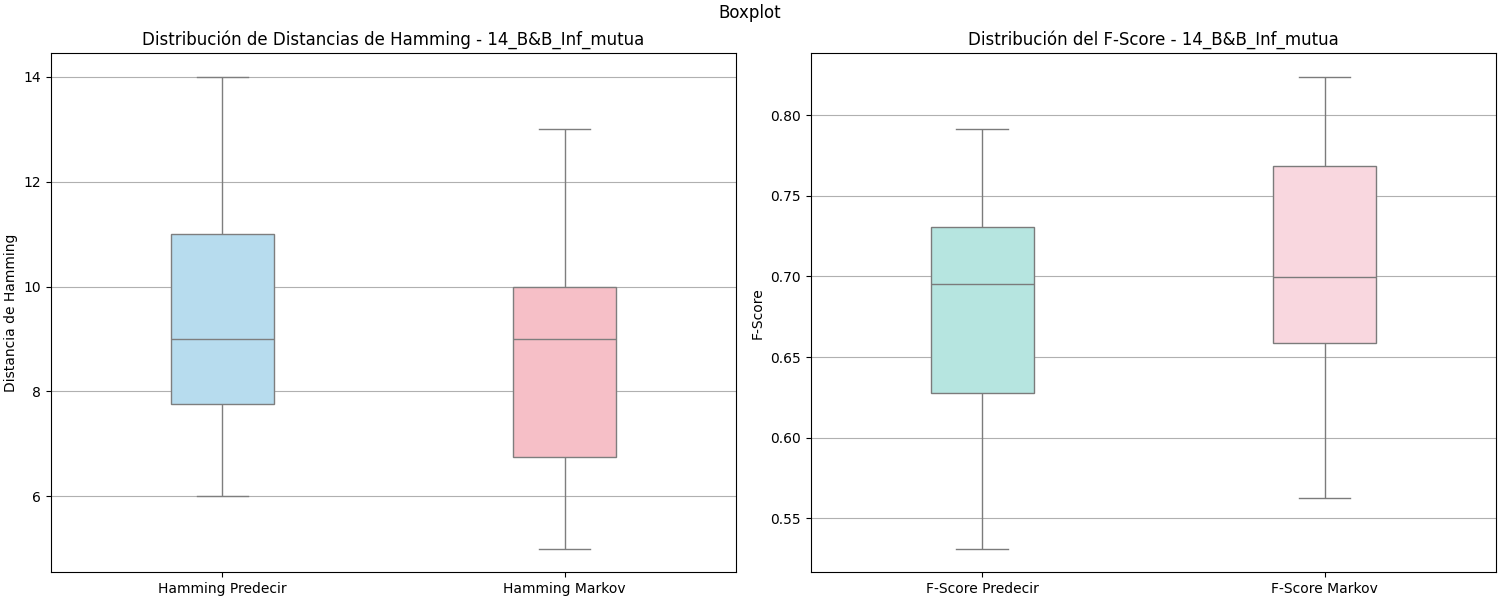 Boxplot
Distribución de Distancias de Hamming - 14_B&B_Inf_mutua
Distancia de Hamming
14
12
10
8
6
Hamming Predecir
Hamming Markov
Distribución del F-Score - 14_B&B_Inf_mutua
F-Score
0.80
0.75
0.70
0.65
0.60
0.55
F-Score Predecir
F-Score Markov